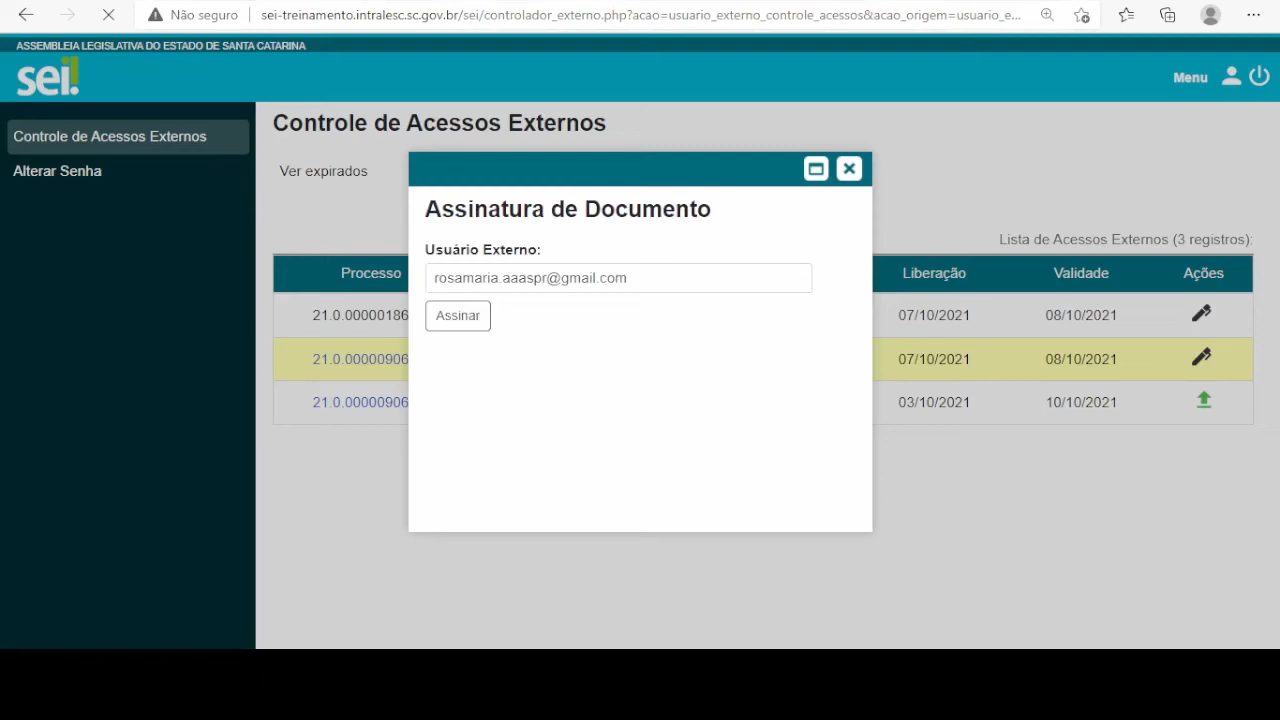 Não seguro
sei-treinamento.intralesc.sc.gov.br/sei/controlador_externo.php?acao=usuario_externo_controle_acessos&acao_origem=usuario_e...
ASSEMBLEIA LEGISLATIVA DO ESTADO DE SANTA CATARINA
sei!
Menu
Controle de Acessos Externos
Alterar Senha
Controle de Acessos Externos
Ver expirados
Assinatura de Documento
Usuário Externo:
rosamaria.aaaspr@gmail.com
Assinar
Lista de Acessos Externos (3 registros):
Processo Liberação Validade Ações
21.0.00000186 07/10/2021 08/10/2021
21.0.00000906 07/10/2021 08/10/2021
21.0.00000906 03/10/2021 10/10/2021